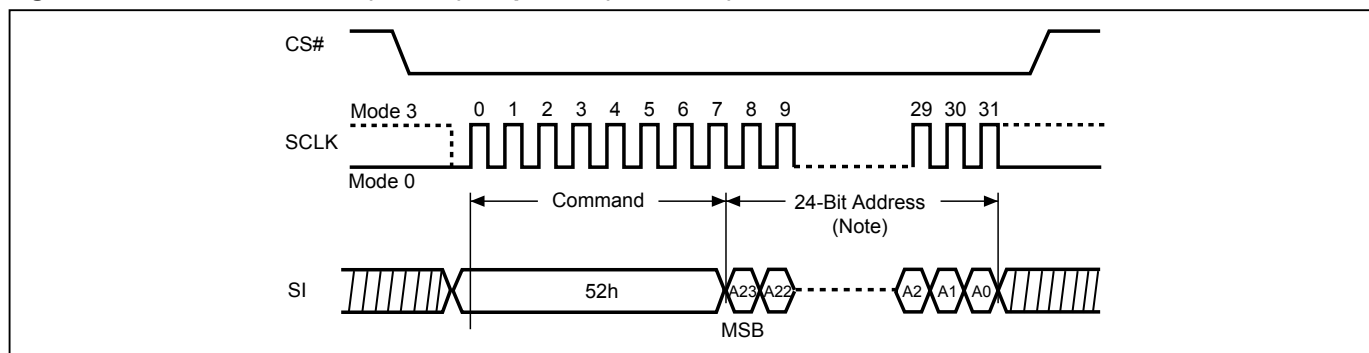 CS#
Mode 3
0 1 2 3 4 5 6 7 8 9 29 30 31
SCLK
Mode 0
Command
24-Bit Address
(Note)
SI
52h
A23 A22 A2 A1 A0
MSB